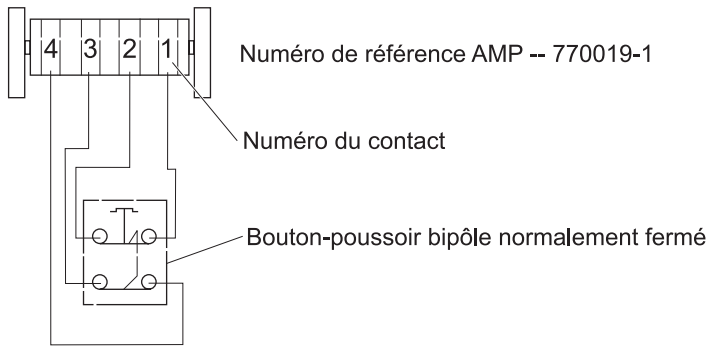 4 3 2 1
Numéro de référence AMP -- 770019-1
Numéro du contact
Bouton-poussoir bipôle normalement fermé